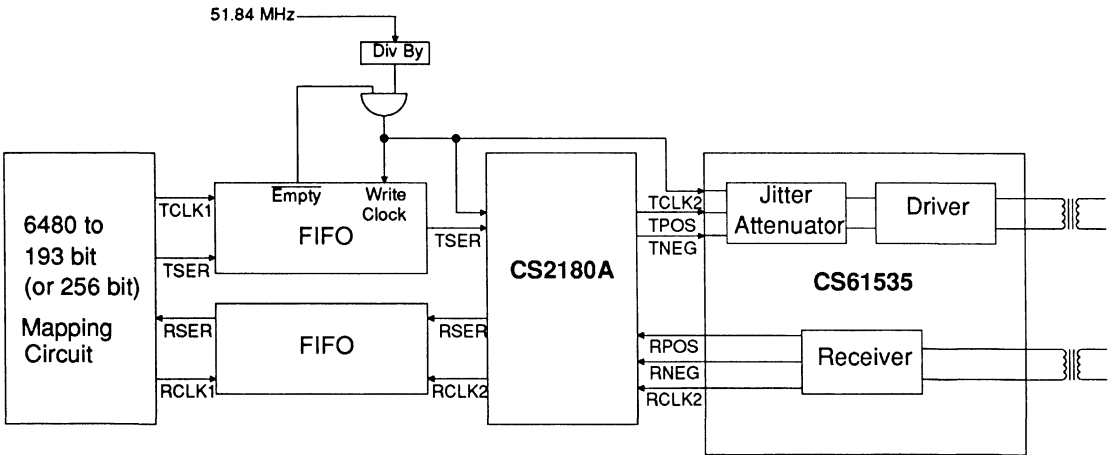 51.84 MHz
Div By
Empty
Write
Clock
FIFO
TCLK1
TSER
TSER
6480 to
193 bit
(or 256 bit)
Mapping
Circuit
RSER
RCLK1
FIFO
RSER
RCLK2
CS2180A
TCLK2
TPOS
TNEG
RPOS
RNEG
RCLK2
Jitter
Attenuator
Driver
CS61535
Receiver